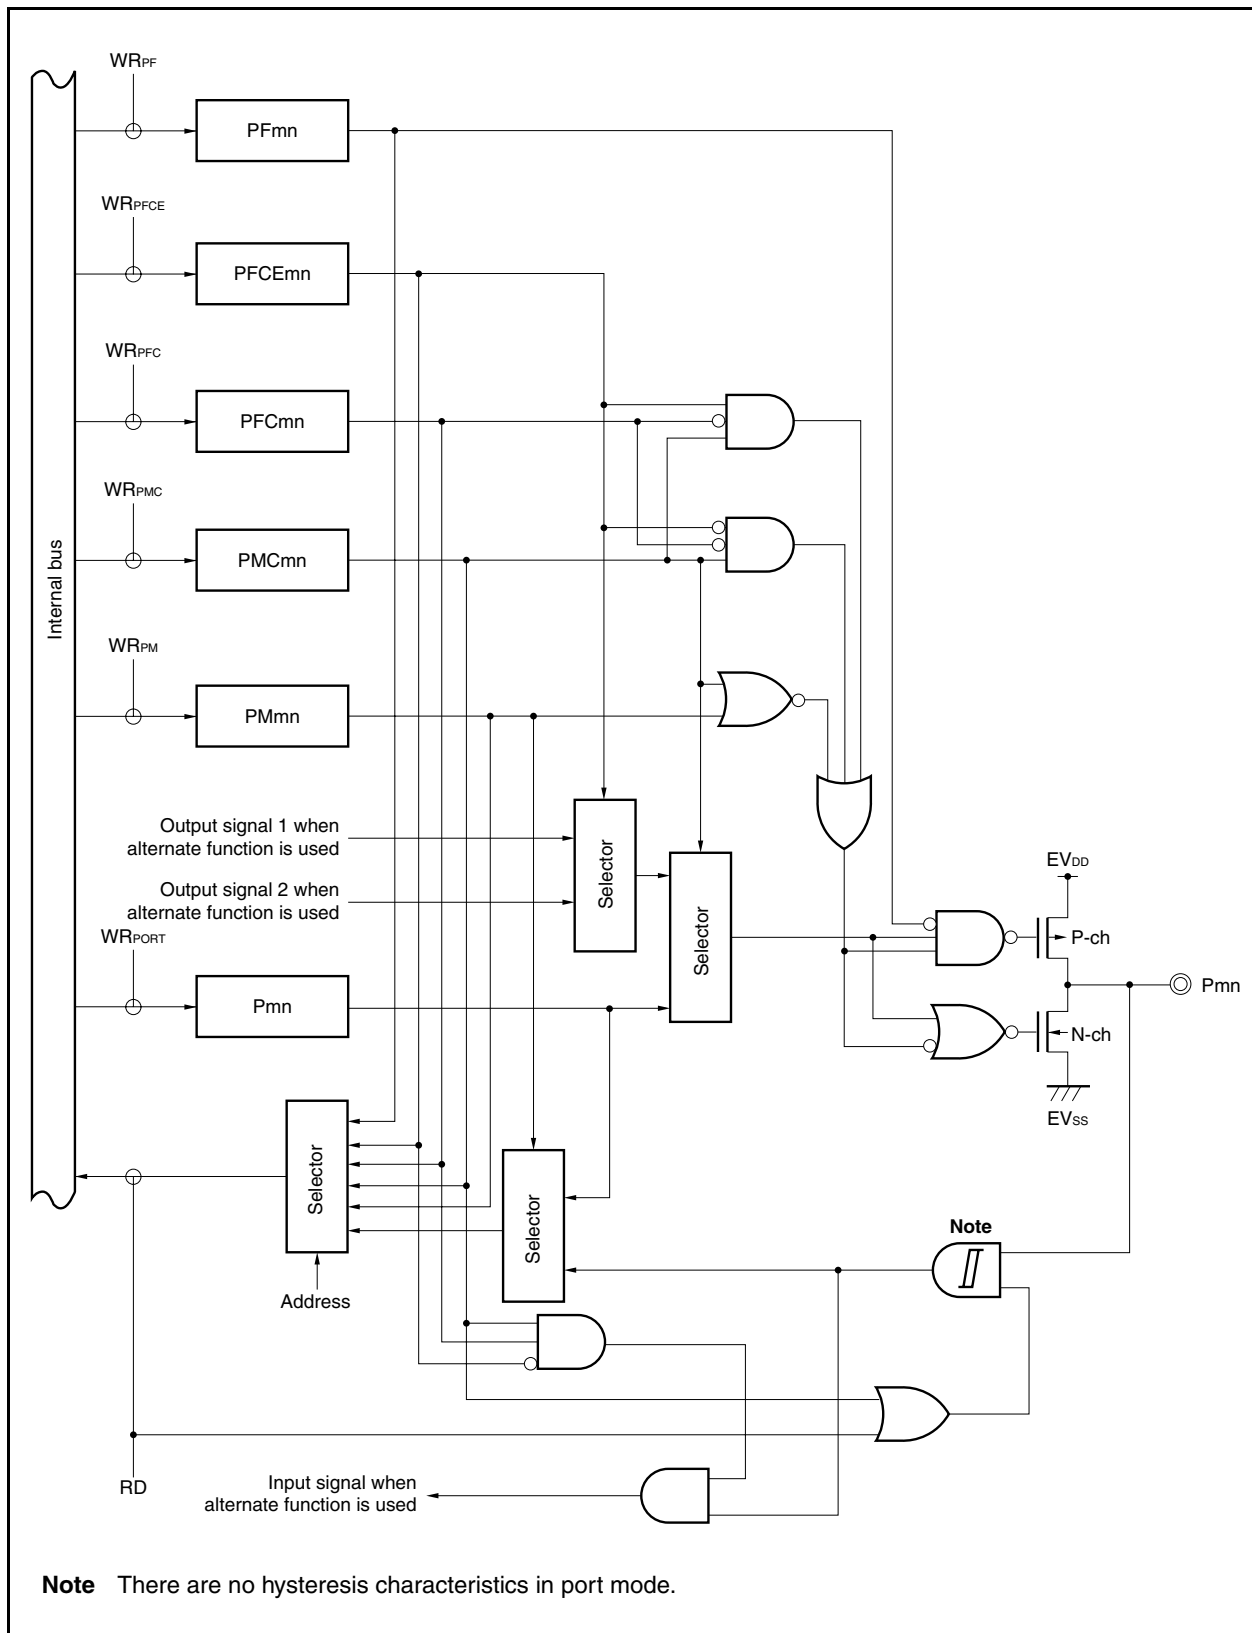 WRPF
PFmn
WRPFCE
PFCEmn
WRPFC
PFCmn
WRPMC
PMCmn
Internal bus
WRPM
PMmn
Output signal 1 when
alternate function is used
Output signal 2 when
alternate function is used
Selector
Selector
WRPORT
Pmn
EVDD
P-ch
Pmn
N-ch
EVSS
Selector
Address
Selector
Note
RD
Input signal when
alternate function is used
Note There are no hysteresis characteristics in port mode.